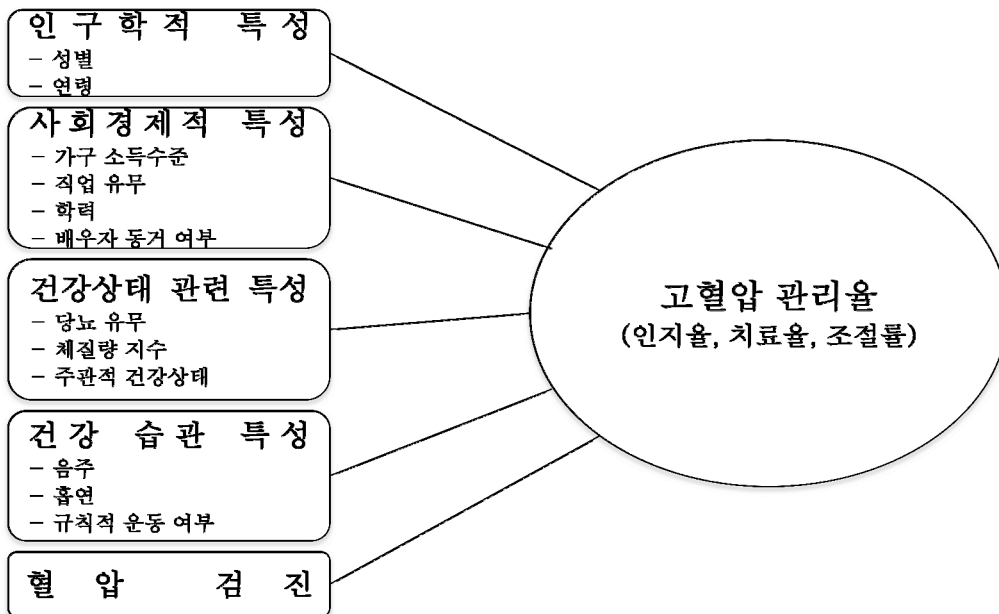 인구학적 특성
– 성별
– 연령
사회경제적 특성
– 가구 소득수준
– 직업 유무
– 학력
– 배우자 동거 여부
건강상태 관련 특성
– 당뇨 유무
– 체질량 지수
– 주관적 건강상태
건강 습관 특성
– 음주
– 흡연
– 규칙적 운동 여부
혈압 검진
고혈압 관리율
(인지율, 치료율, 조절률)